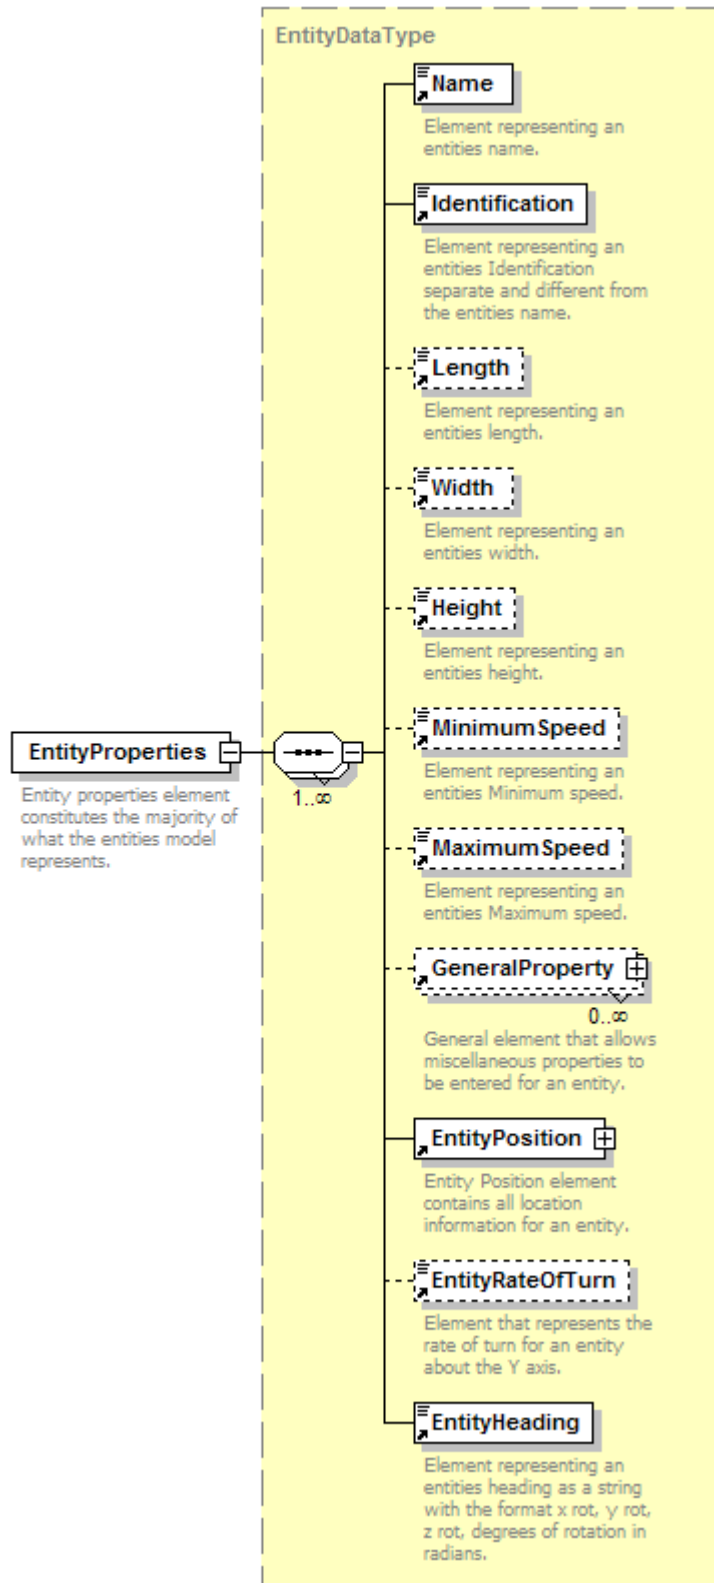 EntityDataType
Name
Element representing an
entities name.
Identification
Element representing an
entities Identification
separate and different from
the entities name.
Length
Element representing an
entities length.
Width
Element representing an
entities width.
Height
Element representing an
entities height.
MinimumSpeed
Element representing an
entities Minimum speed.
EntityProperties
Entity properties element
constitutes the majority of
what the entities model
represents.
1..∞
MaximumSpeed
Element representing an
entities Maximum speed.
GeneralProperty
0..∞
General element that allows
miscellaneous properties to
be entered for an entity.
EntityPosition
Entity Position element
contains all location
information for an entity.
EntityRateOfTurn
Element that represents the
rate of turn for an entity
about the Y axis.
EntityHeading
Element representing an
entities heading as a string
with the format x rot, y rot,
z rot, degrees of rotation in
radians.